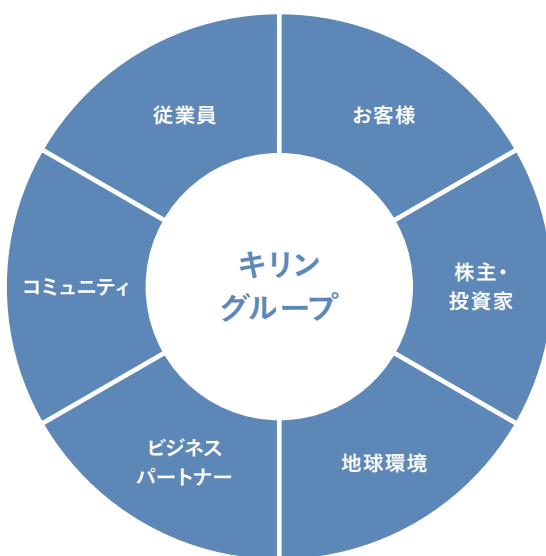 従業員
お客様
コミュニティ
キリン
グループ
株主・
投資家
ビジネス
パートナー
地球環境